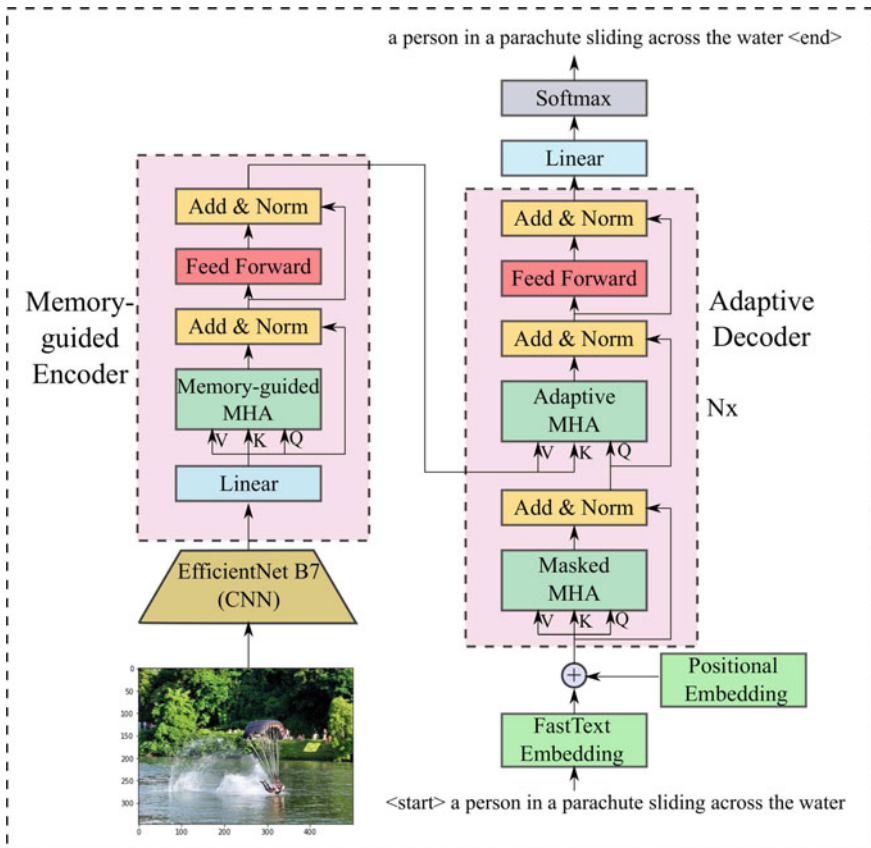 a person in a parachute sliding across the water <end>
Softmax
Linear
Add & Norm
Feed Forward
Add & Norm
Adaptive
MHA
V
K
Q
Add & Norm
Masked
MHA
V
K
Q
Adaptive
Decoder
Nx
Positional
Embedding
FastText
Embedding
<start> a person in a parachute sliding across the water
Memory-
guided
Encoder
Add & Norm
Feed Forward
Add & Norm
Memory-guided
MHA
V
K
Q
Linear
EfficientNet B7
(CNN)
0
50
100
150
200
250
300
0
100
200
300
400